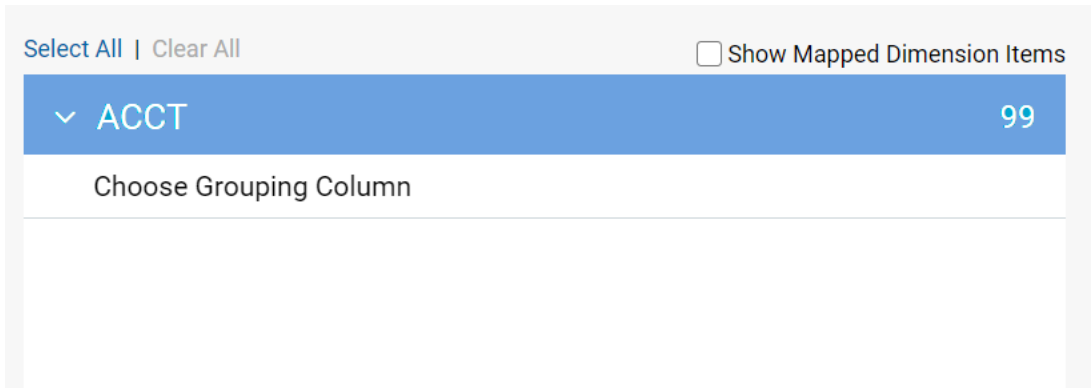 Select All | Clear All
Show Mapped Dimension Items
ACCT 99
Choose Grouping Column